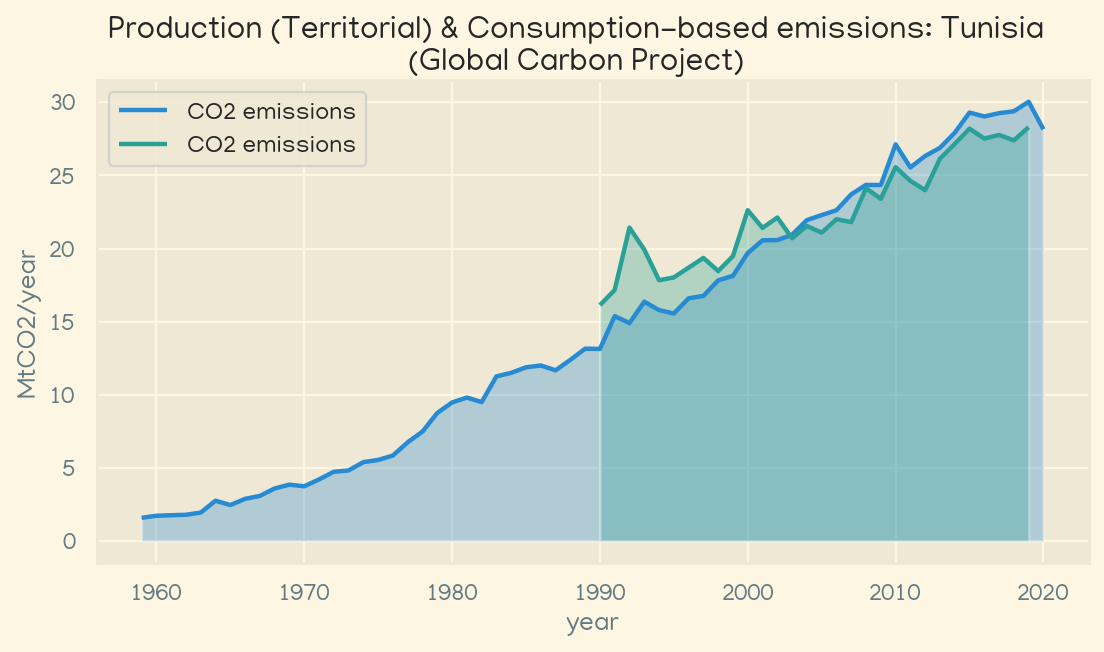 Production (Territorial) & Consumption-based emissions: Tunisia
(Global Carbon Project)
CO2 emissions
CO2 emissions
MtCO2/year
30
25
20
15
10
5
0
1960 1970 1980 1990 2000 2010 2020
year